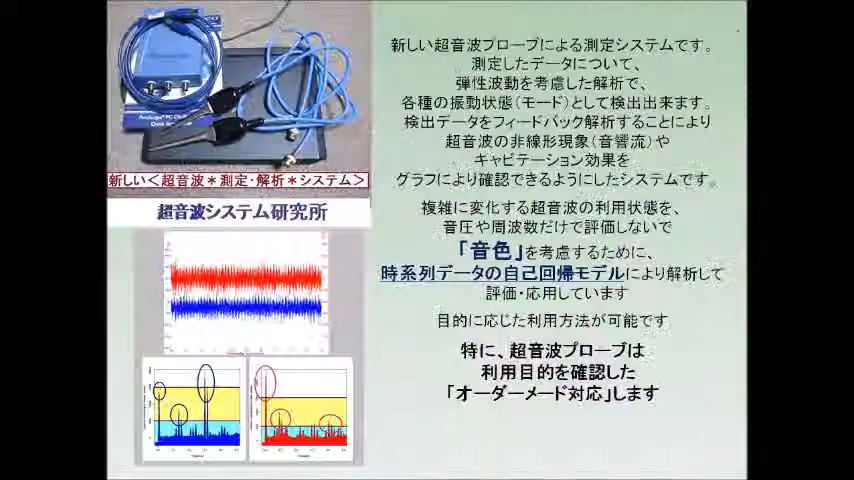 新しい<超音波*測定・解析*システム>
超音波システム研究所
新しい超音波プローブによる測定システムです。
測定したデータについて、
弾性波動を考慮した解析で、
各種の振動状態(モード)として検出出来ます。
検出データをフィードバック解析することにより
超音波の非線形現象(音響流)や
キャビテーション効果を
グラフにより確認できるようにしたシステムです。
複雑に変化する超音波の利用状態を、
音圧や周波数だけで評価しないで
「音色」を考慮するために、
時系列データの自己回帰モデルにより解析して
評価・応用しています
目的に応じた利用方法が可能です
特に、超音波プローブは
利用目的を確認した
「オーダーメード対応」します